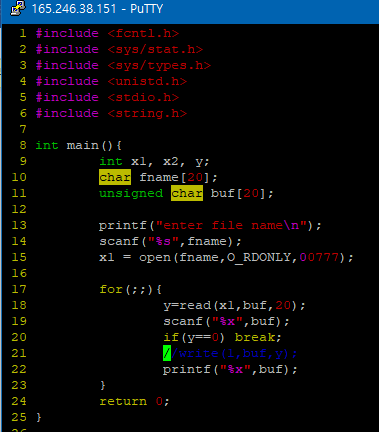 165.246.38.151 - PuTTY
1 #include <fcntl.h>
2 #include <sys/stat.h>
3 #include <sys/types.h>
4 #include <unistd.h>
5 #include <stdio.h>
6 #include <string.h>
7
8 int main(){
9         int x1, x2, y;
10         char fname[20];
11         unsigned char buf[20];
12
13         printf("enter file name\n");
14         scanf("%s",fname);
15         x1 = open(fname,O_RDONLY,00777);
16
17         for(;;){
18                 y=read(x1,buf,20);
19                 scanf("%x",buf);
20                 if(y==0) break;
21                 //write(1,buf,y);
22                 printf("%x",buf);
23         }
24         return 0;
25 }
26